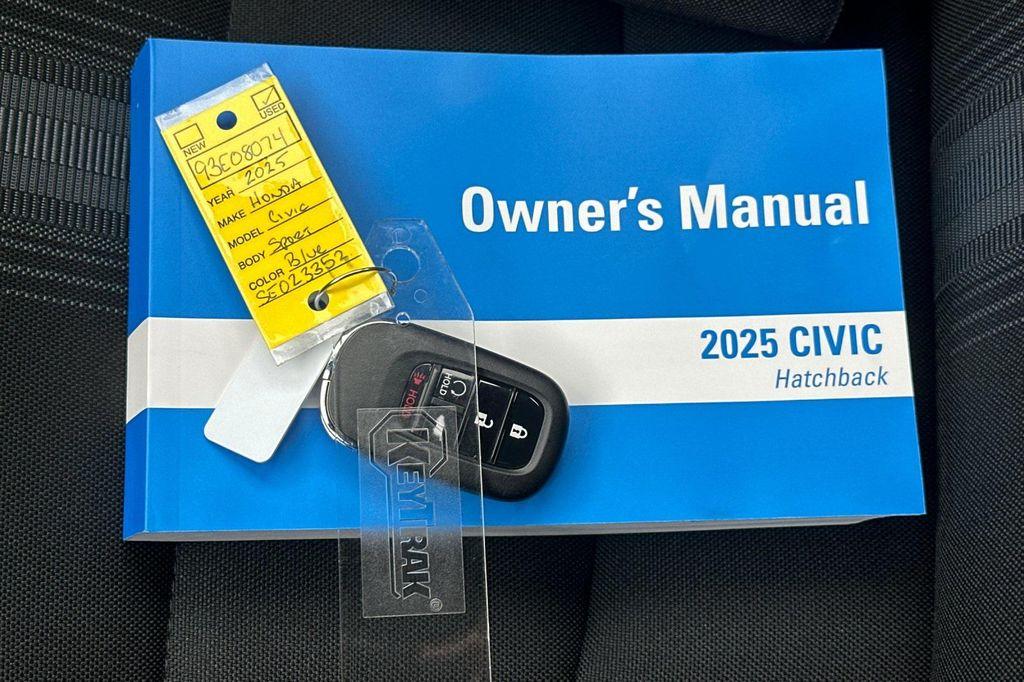 NEW
USED
93E08074
YEAR 2025
MAKE HONDA
MODEL Civic
BODY SPORT
COLOR Blue
SE023352
Owner's Manual
2025 CIVIC
Hatchback
HOLD
HOLD
KEYTRAK®